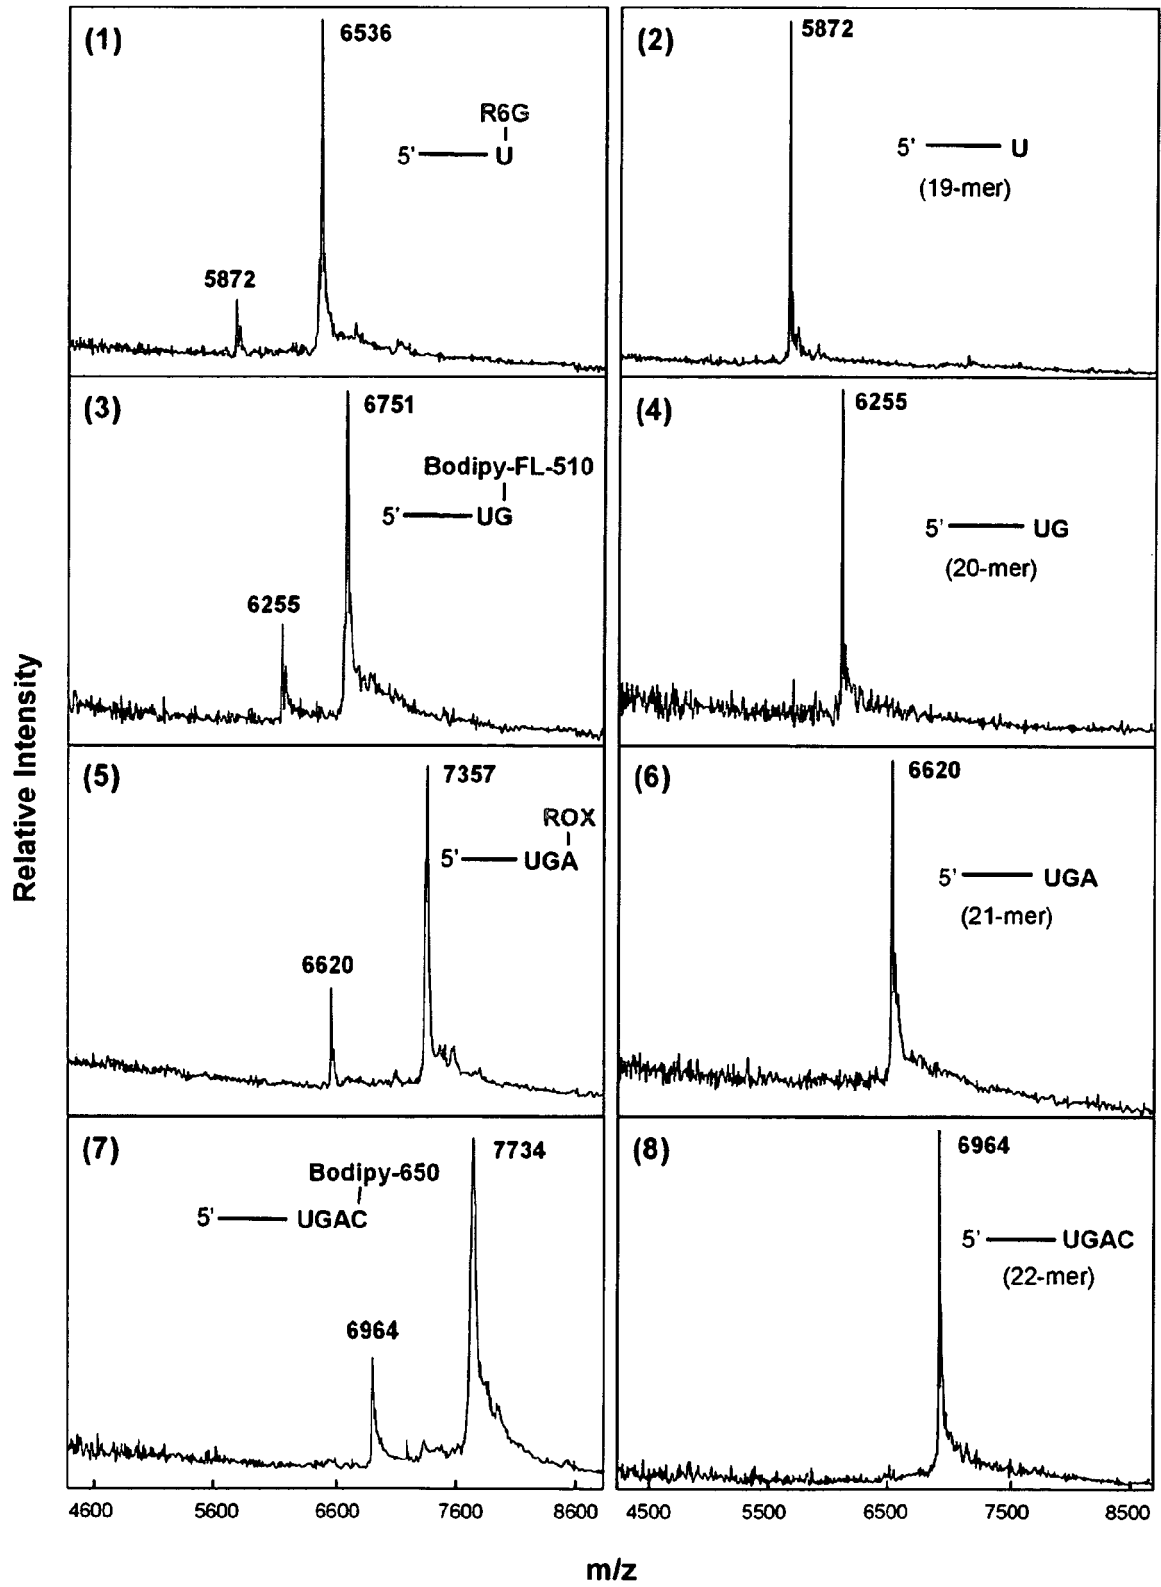 (1)
6536
R6G
5' U
5872
(2)
5872
5' U
(19-mer)
(3)
6751
Bodipy-FL-510
5' UG
6255
(4)
6255
5' UG
(20-mer)
(5)
7357
ROX
5' UGA
6620
(6)
6620
5' UGA
(21-mer)
(7)
7734
Bodipy-650
5' UGAC
6964
(8)
6964
5' UGAC
(22-mer)
Relative Intensity
4600 5600 6600 7600 8600
4500 5500 6500 7500 8500
m/z